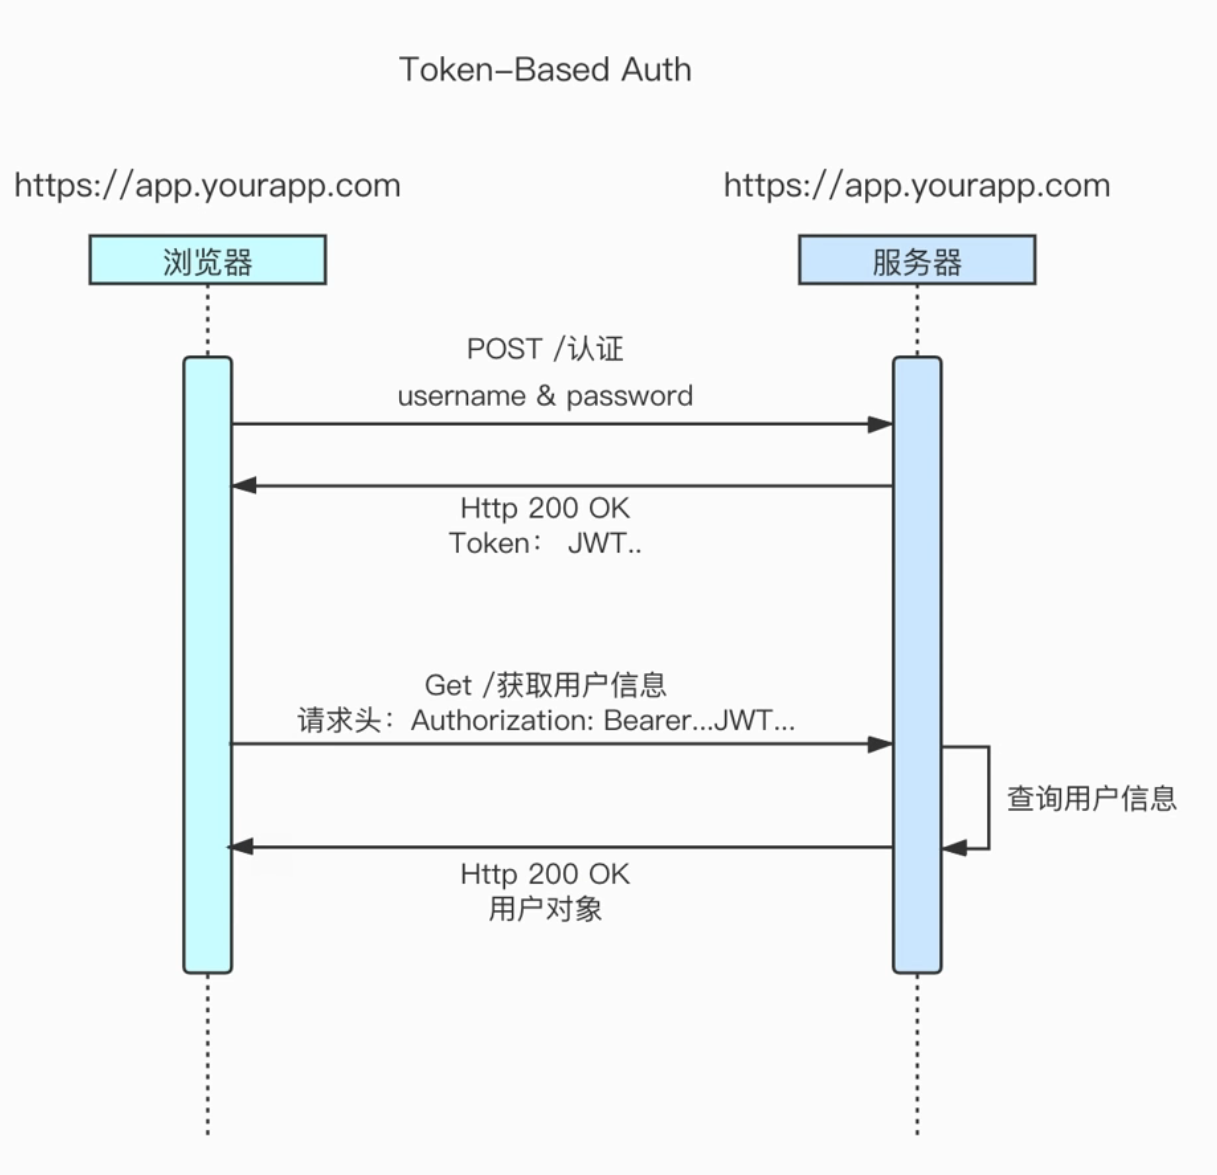 Token-Based Auth
https://app.yourapp.com
https://app.yourapp.com
浏览器
服务器
POST /认证
username & password
Http 200 OK
Token： JWT..
Get /获取用户信息
请求头：Authorization: Bearer...JWT...
查询用户信息
Http 200 OK
用户对象